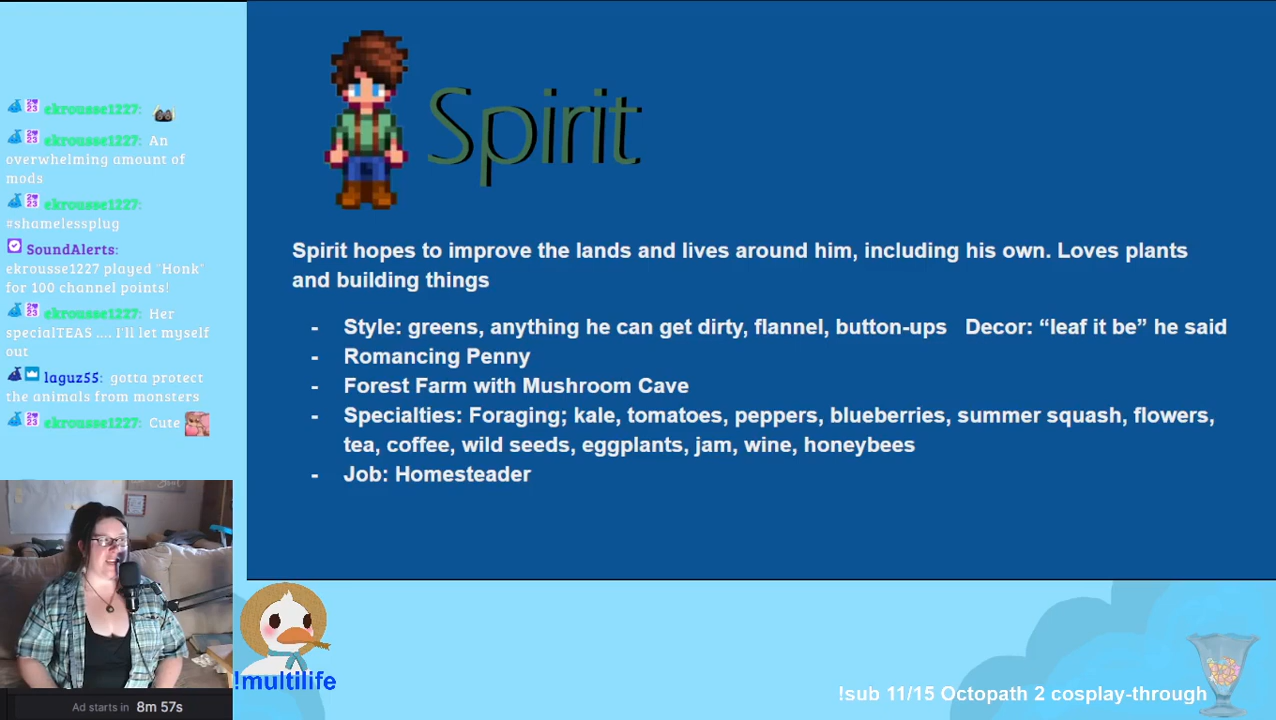 ekrousse1227:
ekrousse1227: An
overwhelming amount of
mods
ekrousse1227:
#shamelessplug
SoundAlerts:
ekrousse1227 played "Honk"
for 100 channel points!
ekrousse1227: Her
specialTEAS .... I'll let myself
out
laguz55: gotta protect
the animals from monsters
ekrousse1227: Cute
Spirit
Spirit hopes to improve the lands and lives around him, including his own. Loves plants
and building things
- Style: greens, anything he can get dirty, flannel, button-ups Decor: “leaf it be” he said
- Romancing Penny
- Forest Farm with Mushroom Cave
- Specialties: Foraging; kale, tomatoes, peppers, blueberries, summer squash, flowers,
tea, coffee, wild seeds, eggplants, jam, wine, honeybees
- Job: Homesteader
!multilife
!sub 11/15 Octopath 2 cosplay-through
Ad starts in 8m 57s